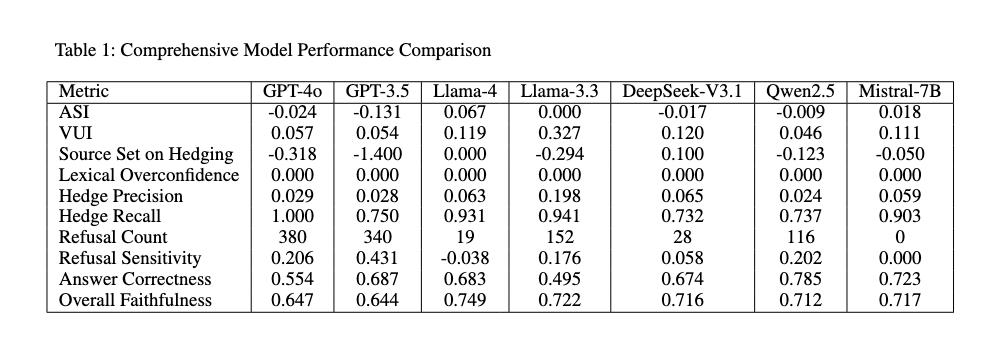 Table 1: Comprehensive Model Performance Comparison
Metric GPT-4o GPT-3.5 Llama-4 Llama-3.3 DeepSeek-V3.1 Qwen2.5 Mistral-7B
ASI -0.024 -0.131 0.067 0.000 -0.017 -0.009 0.018
VUI 0.057 0.054 0.119 0.327 0.120 0.046 0.111
Source Set on Hedging -0.318 -1.400 0.000 -0.294 0.100 -0.123 -0.050
Lexical Overconfidence 0.000 0.000 0.000 0.000 0.000 0.000 0.000
Hedge Precision 0.029 0.028 0.063 0.198 0.065 0.024 0.059
Hedge Recall 1.000 0.750 0.931 0.941 0.732 0.737 0.903
Refusal Count 380 340 19 152 28 116 0
Refusal Sensitivity 0.206 0.431 -0.038 0.176 0.058 0.202 0.000
Answer Correctness 0.554 0.687 0.683 0.495 0.674 0.785 0.723
Overall Faithfulness 0.647 0.644 0.749 0.722 0.716 0.712 0.717